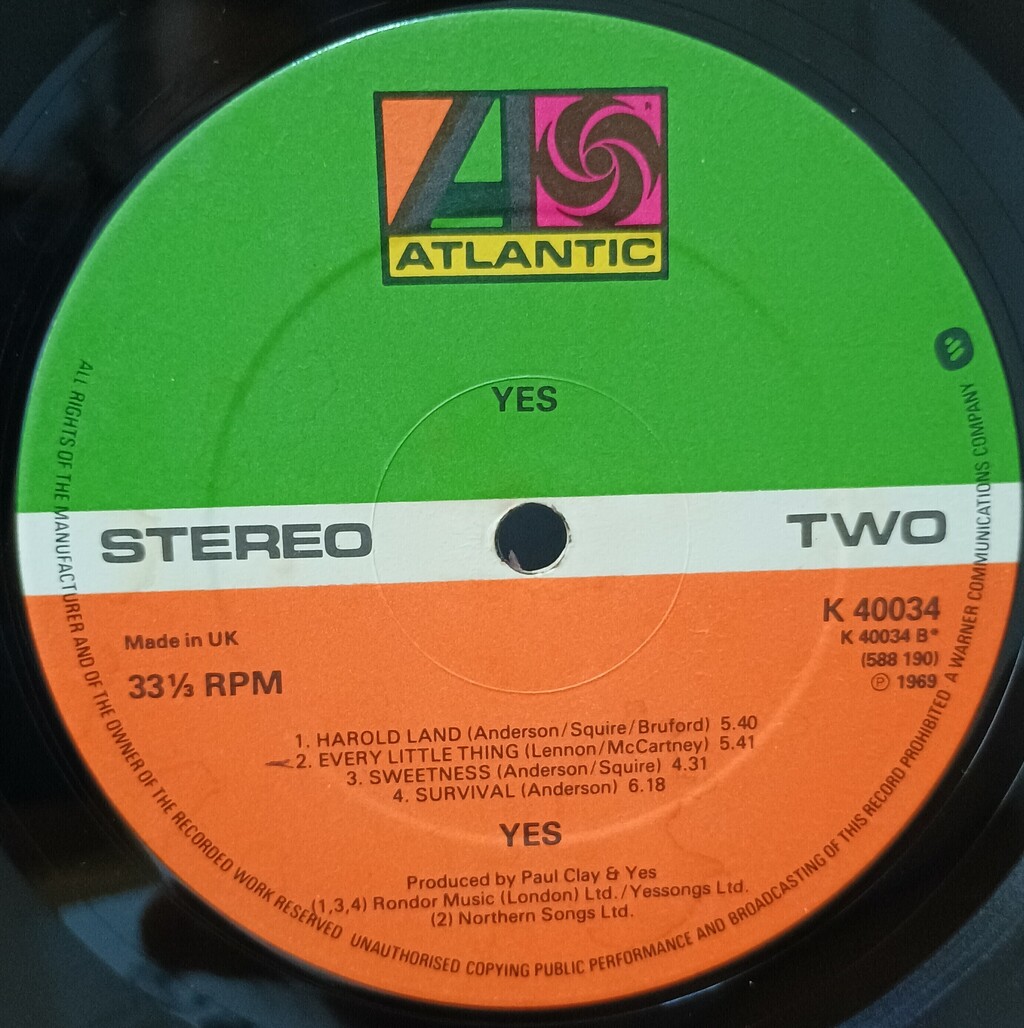 ATLANTIC
YES
STEREO
TWO
Made in UK
33⅓ RPM
K 40034
K 40034 B*
(588 190)
Ⓟ 1969
1. HAROLD LAND (Anderson/Squire/Bruford) 5.40
2. EVERY LITTLE THING (Lennon/McCartney) 5.41
3. SWEETNESS (Anderson/Squire) 4.31
4. SURVIVAL (Anderson) 6.18
YES
Produced by Paul Clay & Yes
(1,3,4) Rondor Music (London) Ltd./Yessongs Ltd.
(2) Northern Songs Ltd.
ALL RIGHTS OF THE MANUFACTURER AND OF THE OWNER OF THE RECORDED WORK RESERVED UNAUTHORISED COPYING PUBLIC PERFORMANCE AND BROADCASTING OF THIS RECORD PROHIBITED A WARNER COMMUNICATIONS COMPANY